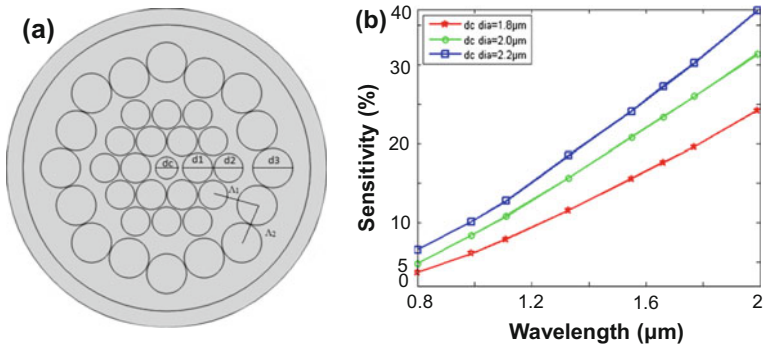 (a)
dc
d1
d2
d3
Λ1
Λ2
(b)
dc dia=1.8µm
dc dia=2.0µm
dc dia=2.2µm
Sensitivity (%)
40
30
20
10
5
0
0.8
1.2
1.6
2
Wavelength (µm)